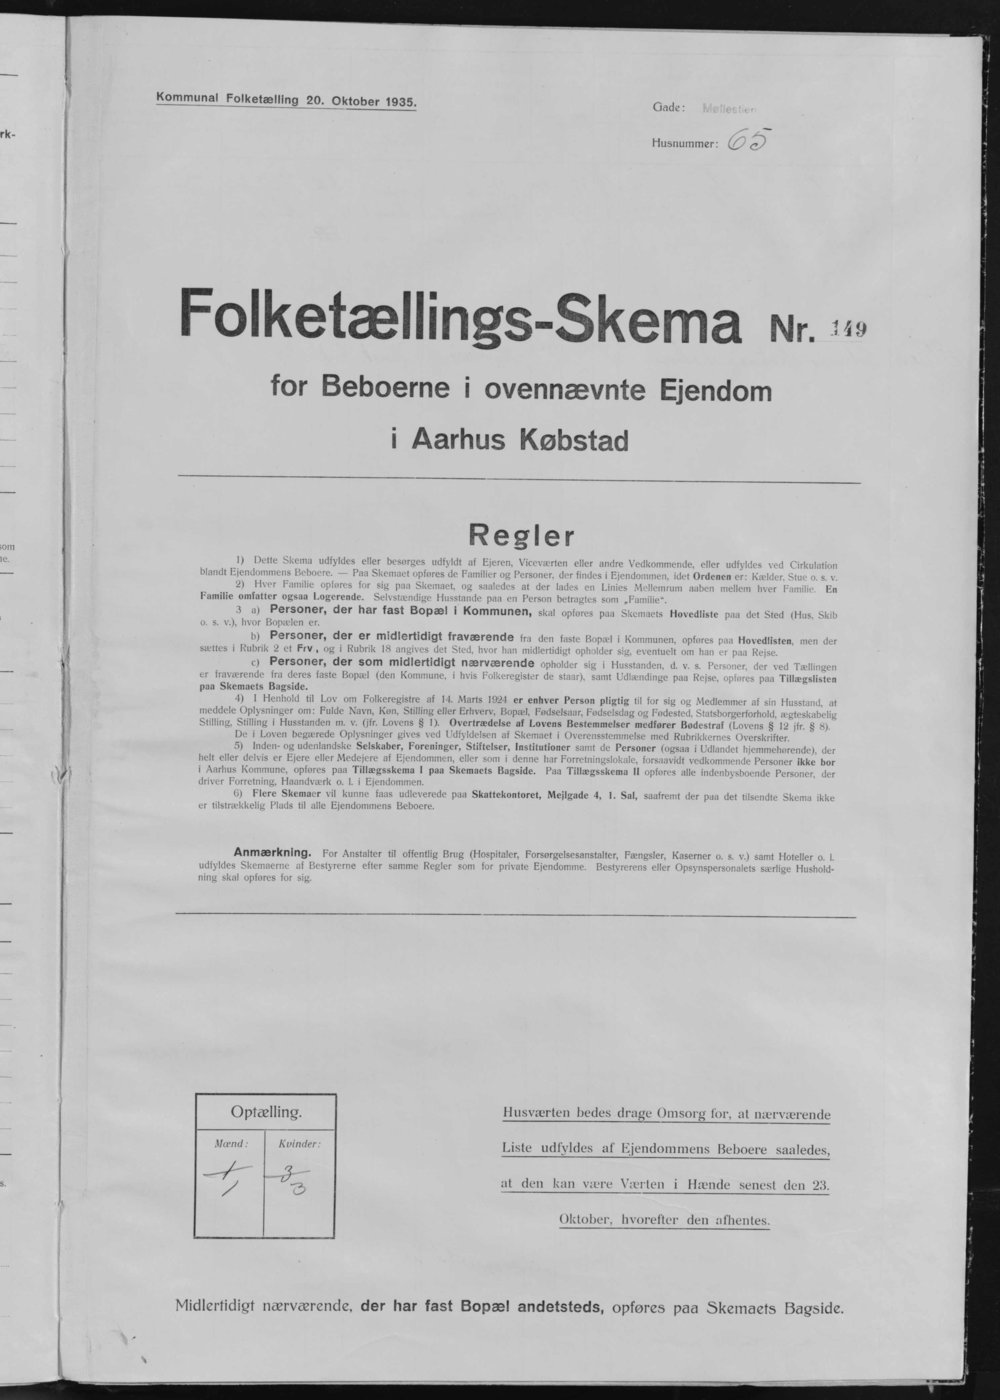 Kommunal Folketælling 20. Oktober 1935.
Gade: Møllestien
Husnummer: 65
Folketællings-Skema Nr. 149
for Beboerne i ovennævnte Ejendom
i Aarhus Købstad
Regler
1) Dette Skema udfyldes eller besørges udfyldt af Ejeren, Viceværten eller andre Vedkommende, eller udfyldes ved Cirkulation
blandt Ejendommens Beboere. — Paa Skemaet opføres de Familier og Personer, der findes i Ejendommen, idet Ordenen er: Kælder, Stue o. s. v.
2) Hver Familie opføres for sig paa Skemaet, og saaledes at der lades en Linies Mellemrum aaben mellem hver Familie. En
Familie omfatter ogsaa Logerende. Selvstændige Husstande paa en Person betragtes som „Familie“.
3 a) Personer, der har fast Bopæl i Kommunen, skal opføres paa Skemaets Hovedliste paa det Sted (Hus, Skib
o. s. v.), hvor Bopælen er.
b) Personer, der er midlertidigt fraværende fra den faste Bopæl i Kommunen, opføres paa Hovedlisten, men der
sættes i Rubrik 2 et Frv., og i Rubrik 18 angives det Sted, hvor han midlertidigt opholder sig, eventuelt om han er paa Rejse.
c) Personer, der som midlertidigt nærværende opholder sig i Husstanden, d. v. s. Personer, der ved Tællingen
er fraværende fra deres faste Bopæl (den Kommune, i hvis Folkeregister de staar), samt Udlændinge paa Rejse, opføres paa Tillægslisten
paa Skemaets Bagside.
4) I Henhold til Lov om Folkeregistre af 14. Marts 1924 er enhver Person pligtig til for sig og Medlemmer af sin Husstand, at
meddele Oplysninger om: Fulde Navn, Køn, Stilling eller Erhverv, Bopæl, Fødselsaar, Fødselsdag og Fødested, Statsborgerforhold, ægteskabelig
Stilling, Stilling i Husstanden m. v. (jfr. Lovens § 1). Overtrædelse af Lovens Bestemmelser medfører Bødestraf (Lovens § 12 jfr. § 8).
De i Loven begærede Oplysninger gives ved Udfyldelsen af Skemaet i Overensstemmelse med Rubrikkernes Overskrifter.
5) Inden- og udenlandske Selskaber, Foreninger, Stiftelser, Institutioner samt de Personer (ogsaa i Udlandet hjemmehørende), der
helt eller delvis er Ejere eller Medejere af Ejendommen, eller som i denne har Forretningslokale, forsaavidt vedkommende Personer ikke bor
i Aarhus Kommune, opføres paa Tillægsskema I paa Skemaets Bagside. Paa Tillægsskema II opføres alle indenbysboende Personer, der
driver Forretning, Haandværk o. l. i Ejendommen.
6) Flere Skemaer vil kunne faas udleverede paa Skattekontoret, Mejlgade 4, 1. Sal, saafremt der paa det tilsendte Skema ikke
er tilstrækkelig Plads til alle Ejendommens Beboere.
Anmærkning. For Anstalter til offentlig Brug (Hospitaler, Forsørgelsesanstalter, Fængsler, Kaserner o. s. v.) samt Hoteller o. l.
udfyldes Skemaerne af Bestyrerne efter samme Regler som for private Ejendomme. Bestyrerens eller Opsynspersonalets særlige Hushold-
ning skal opføres for sig.
Optælling.
Mænd: Kvinder:
1 3
1 3
Husværten bedes drage Omsorg for, at nærværende
Liste udfyldes af Ejendommens Beboere saaledes,
at den kan være Værten i Hænde senest den 23.
Oktober, hvorefter den afhentes.
Midlertidigt nærværende, der har fast Bopæl andetsteds, opføres paa Skemaets Bagside.